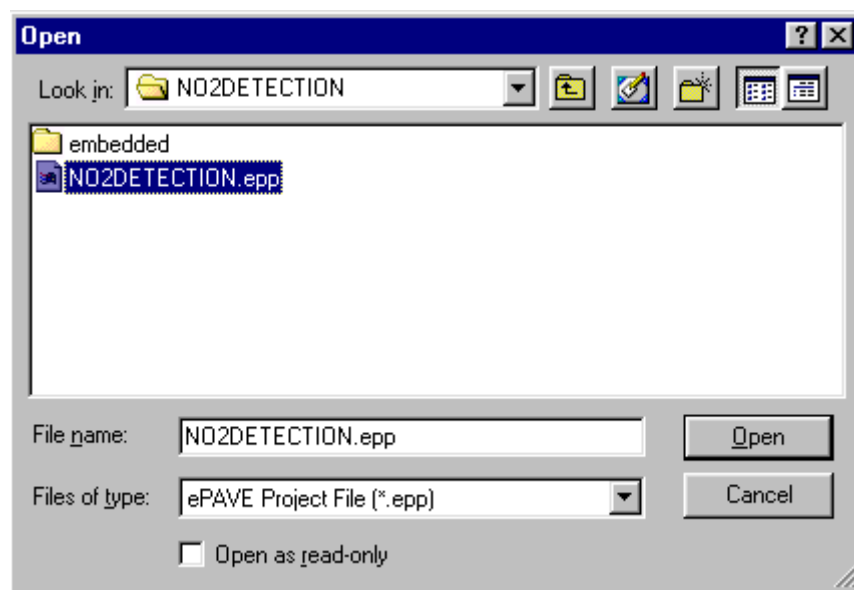 Open
Look in: NO2DETECTION
embedded
NO2DETECTION.epp
File name: NO2DETECTION.epp Open
Files of type: ePAVE Project File (*.epp) Cancel
Open as read-only